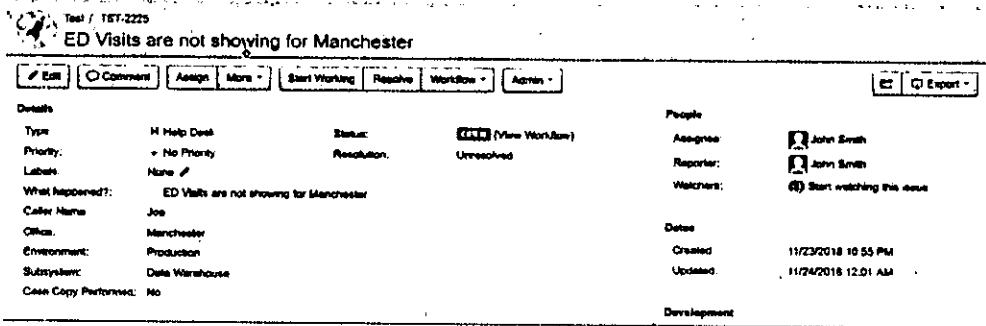 Test / TST-2225
ED Visits are not showing for Manchester
Edit Comment Assign More Start Working Resolve Workflow Admin Export
Details
Type H Help Desk Status: OPEN (View Workflow)
Priority: No Priority Resolution: Unresolved
Labels: None
What happened?: ED Visits are not showing for Manchester
Caller Name Joe
Office: Manchester
Environment: Production
Subsystem: Data Warehouse
Case Copy Performed: No
People
Assignee: John Smith
Reporter: John Smith
Watchers: Start watching this issue
Dates
Created 11/23/2018 10:55 PM
Updated: 11/24/2018 12:01 AM
Development